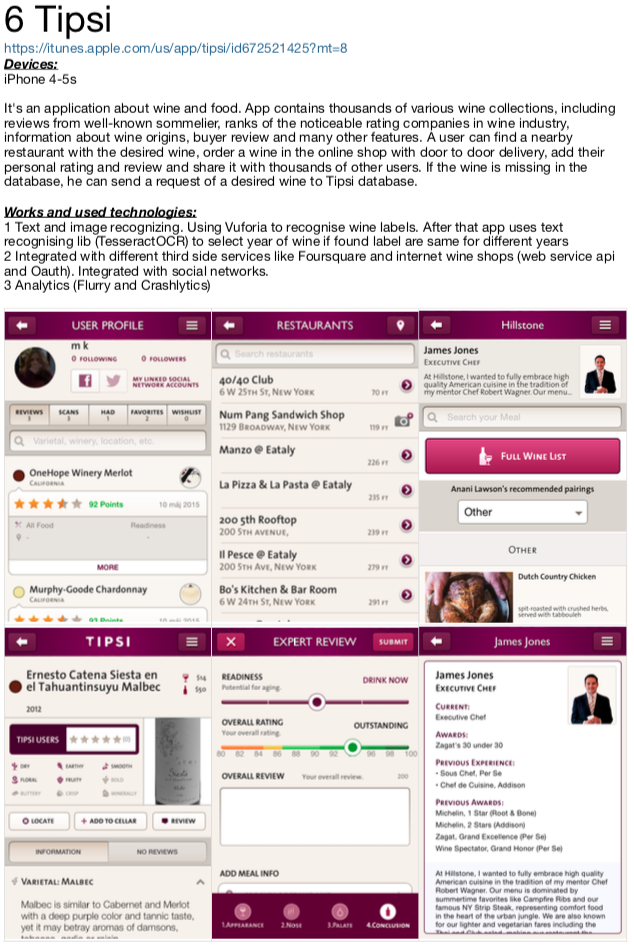 6 Tipsi
https://itunes.apple.com/us/app/tipsi/id672521425?mt=8
Devices:
iPhone 4-5s
It's an application about wine and food. App contains thousands of various wine collections, including
reviews from well-known sommelier, ranks of the noticeable rating companies in wine industry,
information about wine origins, buyer review and many other features. A user can find a nearby
restaurant with the desired wine, order a wine in the online shop with door to door delivery, add their
personal rating and review and share it with thousands of other users. If the wine is missing in the
database, he can send a request of a desired wine to Tipsi database.
Works and used technologies:
1 Text and image recognizing. Using Vuforia to recognise wine labels. After that app uses text
recognising lib (TesseractOCR) to select year of wine if found label are same for different years
2 Integrated with different third side services like Foursquare and internet wine shops (web service api
and Oauth). Integrated with social networks.
3 Analytics (Flurry and Crashlytics)
USER PROFILE
m k
0 FOLLOWING 0 FOLLOWERS
MY LINKED SOCIAL
NETWORK ACCOUNTS
REVIEWS SCANS HAD FAVORITES WISHLIST
Varietal, winery, location, etc.
OneHope Winery Merlot
CALIFORNIA
92 Points 10 máj 2015
All Food Readiness
- -
MORE
Murphy-Goode Chardonnay
CALIFORNIA
RESTAURANTS
Search restaurants
40/40 Club
6 W 25TH ST, NEW YORK 70 FT
Num Pang Sandwich Shop
1129 BROADWAY, NEW YORK 119 FT
Manzo @ Eataly
226 FT
La Pizza & La Pasta @ Eataly
235 FT
200 5th Rooftop
200 5TH AVENUE, 239 FT
Il Pesce @ Eataly
200 5TH AVE, NEW YORK 279 FT
Bo's Kitchen & Bar Room
6 W 24TH ST, NEW YORK 291 FT
Hillstone
James Jones
EXECUTIVE CHEF
At Hillstone, I wanted to fully embrace high
quality American cuisine in the tradition of
my mentor Chef Robert Wagner. Our menu...
Search your Meal
FULL WINE LIST
Anani Lawson's recommended pairings
Other
OTHER
Dutch Country Chicken
spit-roasted with crushed herbs,
served with tabbouleh
TIPSI
Ernesto Catena Siesta en
el Tahuantinsuyu Malbec
$14
$50
2012
TIPSI USERS (0)
DRY EARTHY SMOOTH
FLORAL FRUITY BOLD
BUTTERY CRISP MINERALLY
LOCATE + ADD TO CELLAR REVIEW
INFORMATION NO REVIEWS
VARIETAL: MALBEC
Malbec is similar to Cabernet and Merlot
with a deep purple color and tannic taste,
yet it may betray aromas of damsons,
EXPERT REVIEW SUBMIT
READINESS
Potential for aging. DRINK NOW
OVERALL RATING
Your overall rating. OUTSTANDING
80 82 84 86 88 90 92 94 96 98 100
OVERALL REVIEW Your overall review. 200
ADD MEAL INFO
1.APPEARANCE 2.NOSE 3.PALATE 4.CONCLUSION
James Jones
James Jones
EXECUTIVE CHEF
CURRENT:
Executive Chef
AWARDS:
Zagat's 30 under 30
PREVIOUS EXPERIENCE:
• Sous Chef, Per Se
• Chef de Cuisine, Addison
PREVIOUS AWARDS:
Michelin, 1 Star (Root & Bone)
Michelin, 2 Stars (Addison)
Zagat, Grand Excellence (Per Se)
Wine Spectator, Grand Honor (Per Se)
At Hillstone, I wanted to fully embrace high quality
American cuisine in the tradition of my mentor Chef
Robert Wagner. Our menu is dominated by
summertime favorites like Campfire Ribs and our
famous NY Strip Steak, representing comfort food
in the heart of the urban jungle. We are also known
for our lighter and vegetarian fares including the